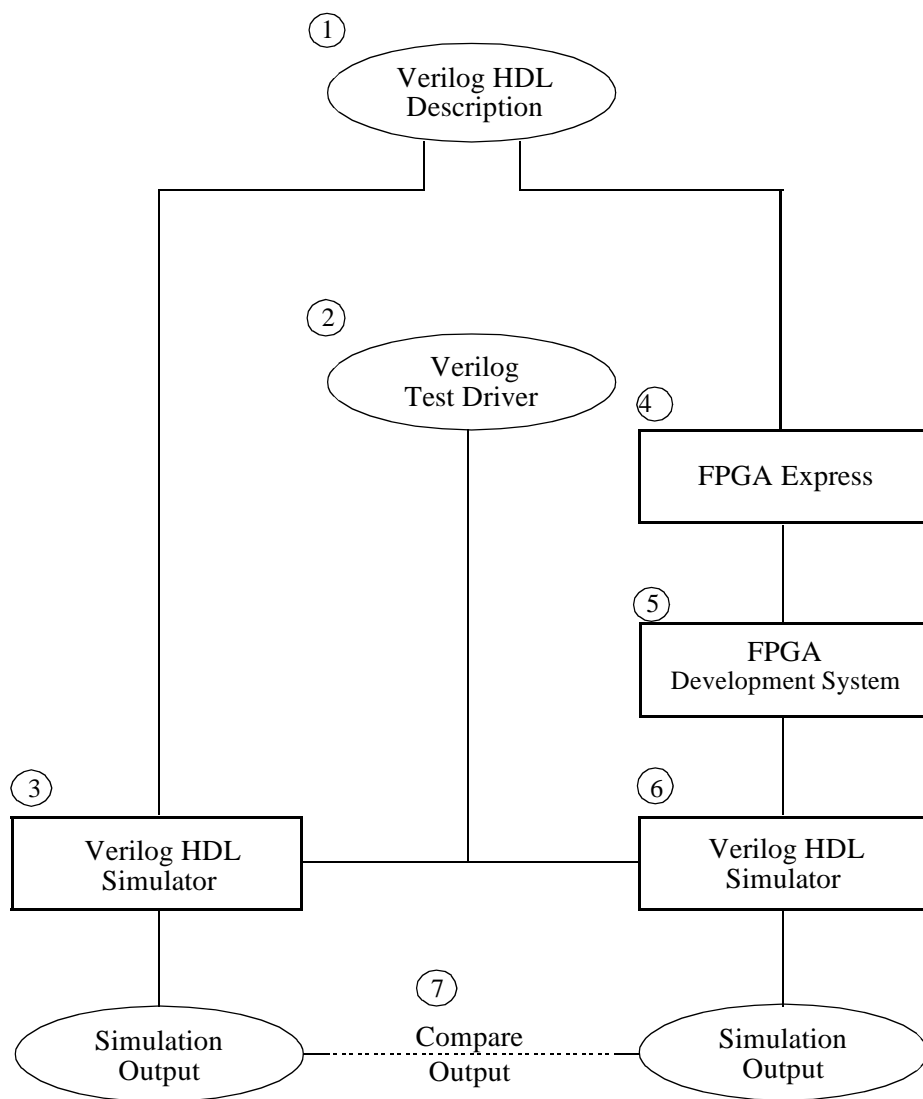 1
Verilog HDL
Description
2
Verilog
Test Driver
4
FPGA Express
5
FPGA
Development System
3
Verilog HDL
Simulator
6
Verilog HDL
Simulator
7
Simulation
Output
Compare
Output
Simulation
Output